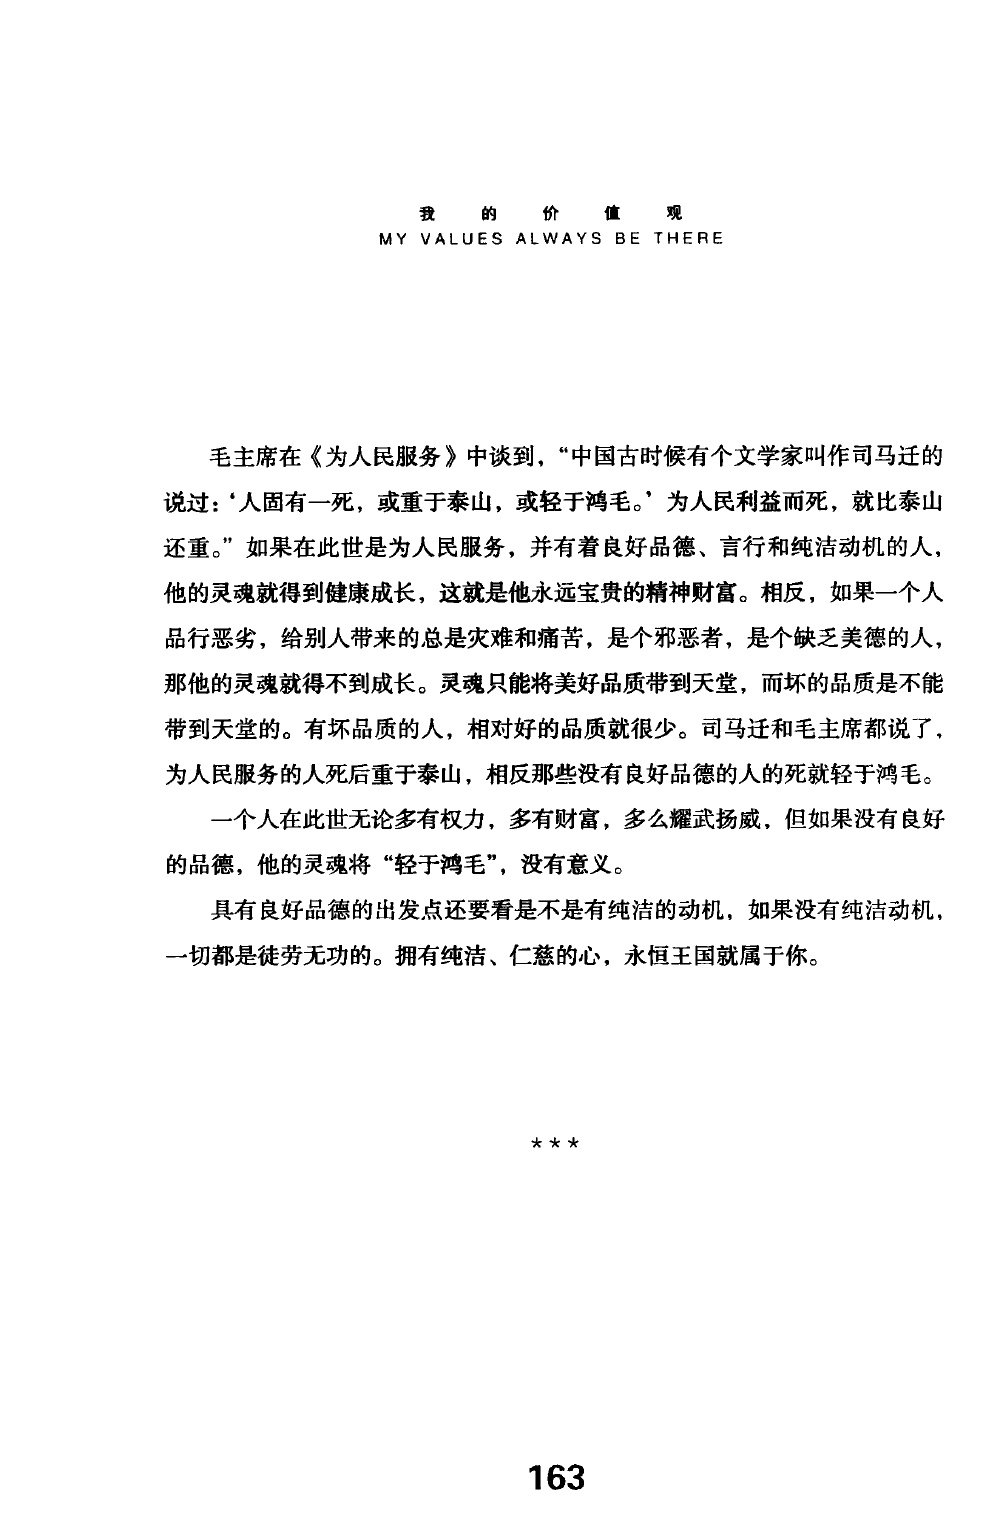 我的价值观
MY VALUES ALWAYS BE THERE
毛主席在《为人民服务》中谈到，“中国古时候有个文学家叫作司马迁的
说过：‘人固有一死，或重于泰山，或轻于鸿毛。’为人民利益而死，就比泰山
还重。”如果在此世是为人民服务，并有着良好品德、言行和纯洁动机的人，
他的灵魂就得到健康成长，这就是他永远宝贵的精神财富。相反，如果一个人
品行恶劣，给别人带来的总是灾难和痛苦，是个邪恶者，是个缺乏美德的人，
那他的灵魂就得不到成长。灵魂只能将美好品质带到天堂，而坏的品质是不能
带到天堂的。有坏品质的人，相对好的品质就很少。司马迁和毛主席都说了，
为人民服务的人死后重于泰山，相反那些没有良好品德的人的死就轻于鸿毛。
一个人在此世无论多有权力，多有财富，多么耀武扬威，但如果没有良好
的品德，他的灵魂将“轻于鸿毛”，没有意义。
具有良好品德的出发点还要看是不是有纯洁的动机，如果没有纯洁动机，
一切都是徒劳无功的。拥有纯洁、仁慈的心，永恒王国就属于你。
***
163